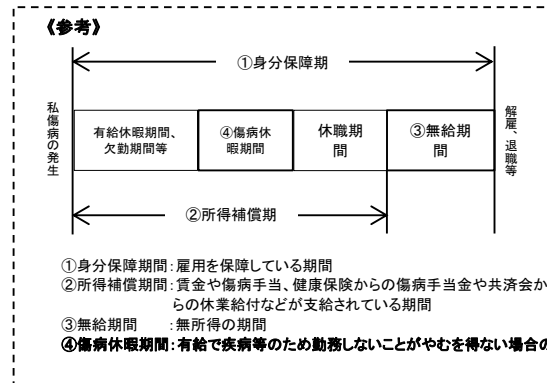 《参考》
①身分保障期
私傷病の発生
有給休暇期間、
欠勤期間等
④傷病休
暇期間
休職期
間
③無給期
間
解雇、退職等
②所得補償期
①身分保障期間：雇用を保障している期間
②所得補償期間：賃金や傷病手当、健康保険からの傷病手当金や共済会か
らの休業給付などが支給されている期間
③無給期間　：無所得の期間
④傷病休暇期間：有給で疾病等のため勤務しないことがやむを得ない場合の